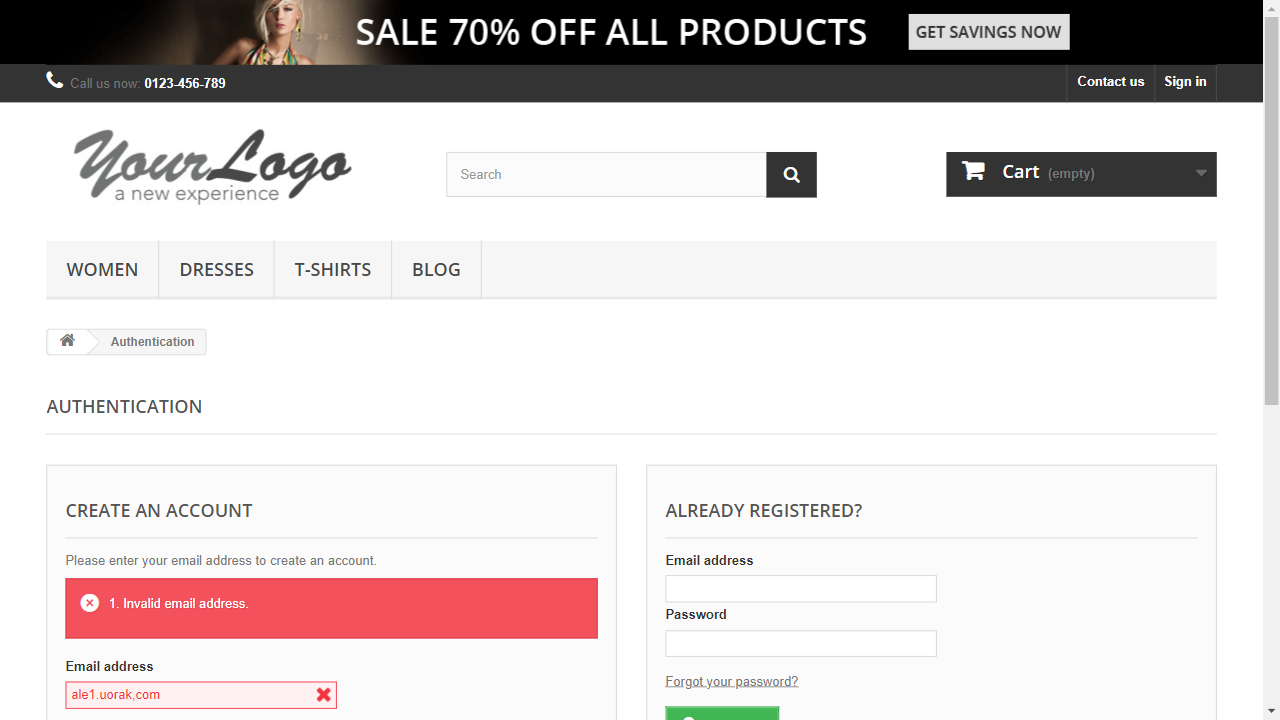 SALE 70% OFF ALL PRODUCTS
GET SAVINGS NOW
Call us now: 0123-456-789
Contact us
Sign in
YourLogo
a new experience
Search
Cart (empty)
WOMEN
DRESSES
T-SHIRTS
BLOG
Authentication
AUTHENTICATION
CREATE AN ACCOUNT
Please enter your email address to create an account.
1. Invalid email address.
Email address
ale1.uorak,com
ALREADY REGISTERED?
Email address
Password
Forgot your password?